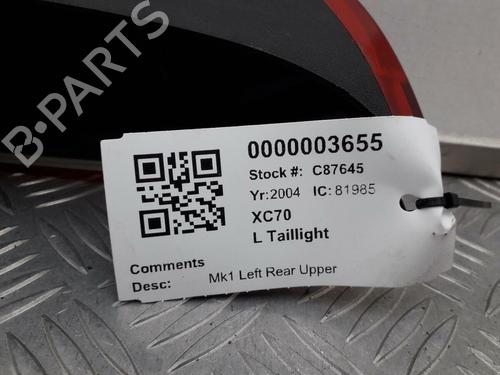 B-PARTS
0000003655
Stock #: C87645
Yr:2004 IC:81985
XC70
L Taillight
Comments
Desc: Mk1 Left Rear Upper